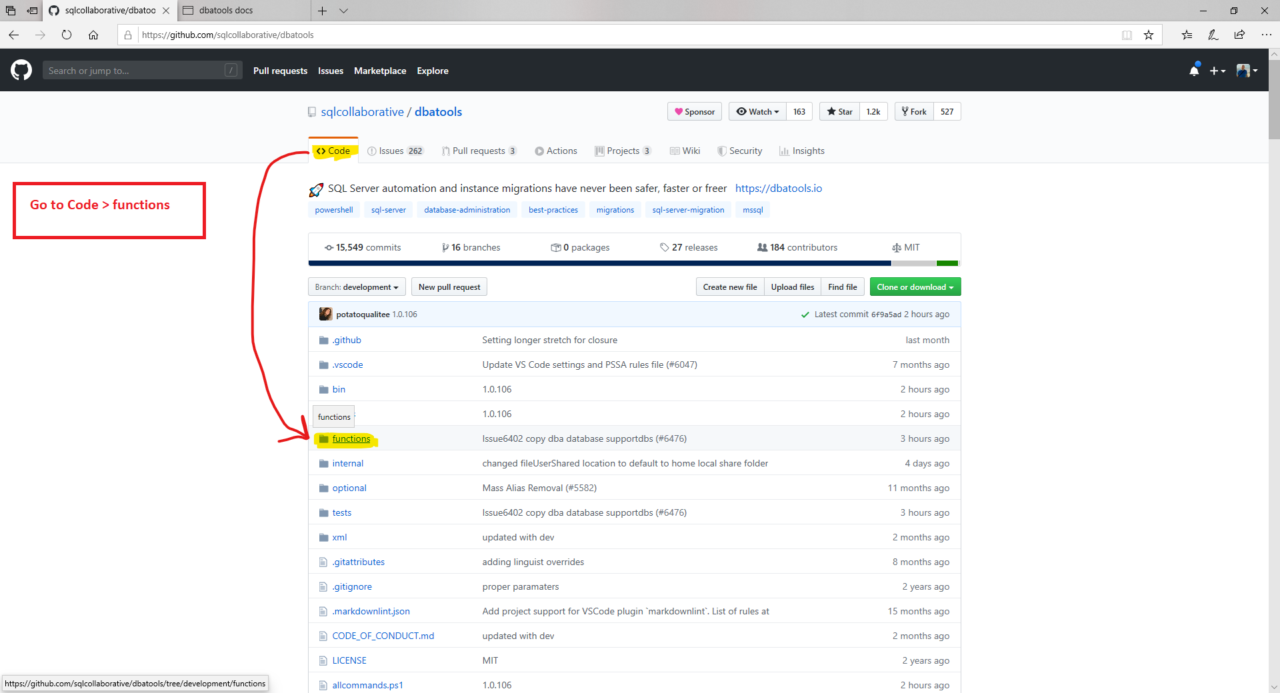 sqlcollaborative/dbatoo
dbatools docs
https://github.com/sqlcollaborative/dbatools
Search or jump to... /
Pull requests Issues Marketplace Explore
sqlcollaborative / dbatools
Sponsor Watch 163 Star 1.2k Fork 527
Code Issues 262 Pull requests 3 Actions Projects 3 Wiki Security Insights
Go to Code > functions
SQL Server automation and instance migrations have never been safer, faster or freer https://dbatools.io
powershell sql-server database-administration best-practices migrations sql-server-migration mssql
15,549 commits 16 branches 0 packages 27 releases 184 contributors MIT
Branch: development New pull request Create new file Upload files Find file Clone or download
potatoqualitee 1.0.106 Latest commit 6f9a5ad 2 hours ago
.github Setting longer stretch for closure last month
.vscode Update VS Code settings and PSSA rules file (#6047) 7 months ago
bin 1.0.106 2 hours ago
functions 1.0.106 2 hours ago
functions Issue6402 copy dba database supportdbs (#6476) 3 hours ago
internal changed fileUserShared location to default to home local share folder 4 days ago
optional Mass Alias Removal (#5582) 11 months ago
tests Issue6402 copy dba database supportdbs (#6476) 3 hours ago
xml updated with dev 2 months ago
.gitattributes adding linguist overrides 8 months ago
.gitignore proper paramaters 2 years ago
.markdownlint.json Add project support for VSCode plugin `markdownlint`. List of rules at 15 months ago
CODE_OF_CONDUCT.md updated with dev 2 months ago
LICENSE MIT 2 years ago
allcommands.ps1 1.0.106 2 hours ago
https://github.com/sqlcollaborative/dbatools/tree/development/functions